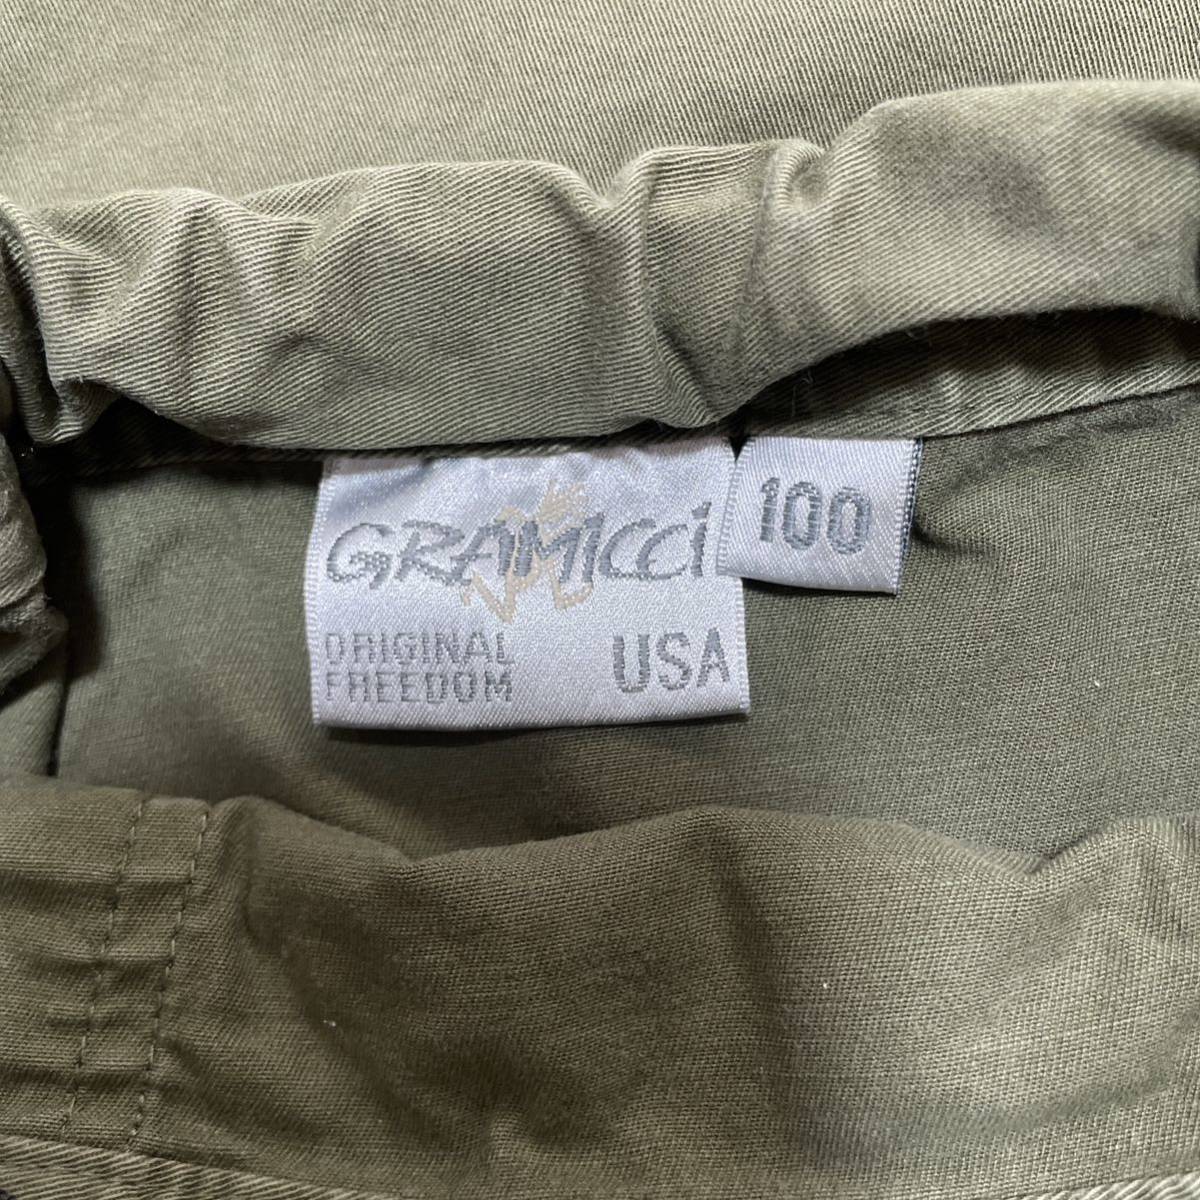 GRAMICCI
ORIGINAL
FREEDOM
USA
100